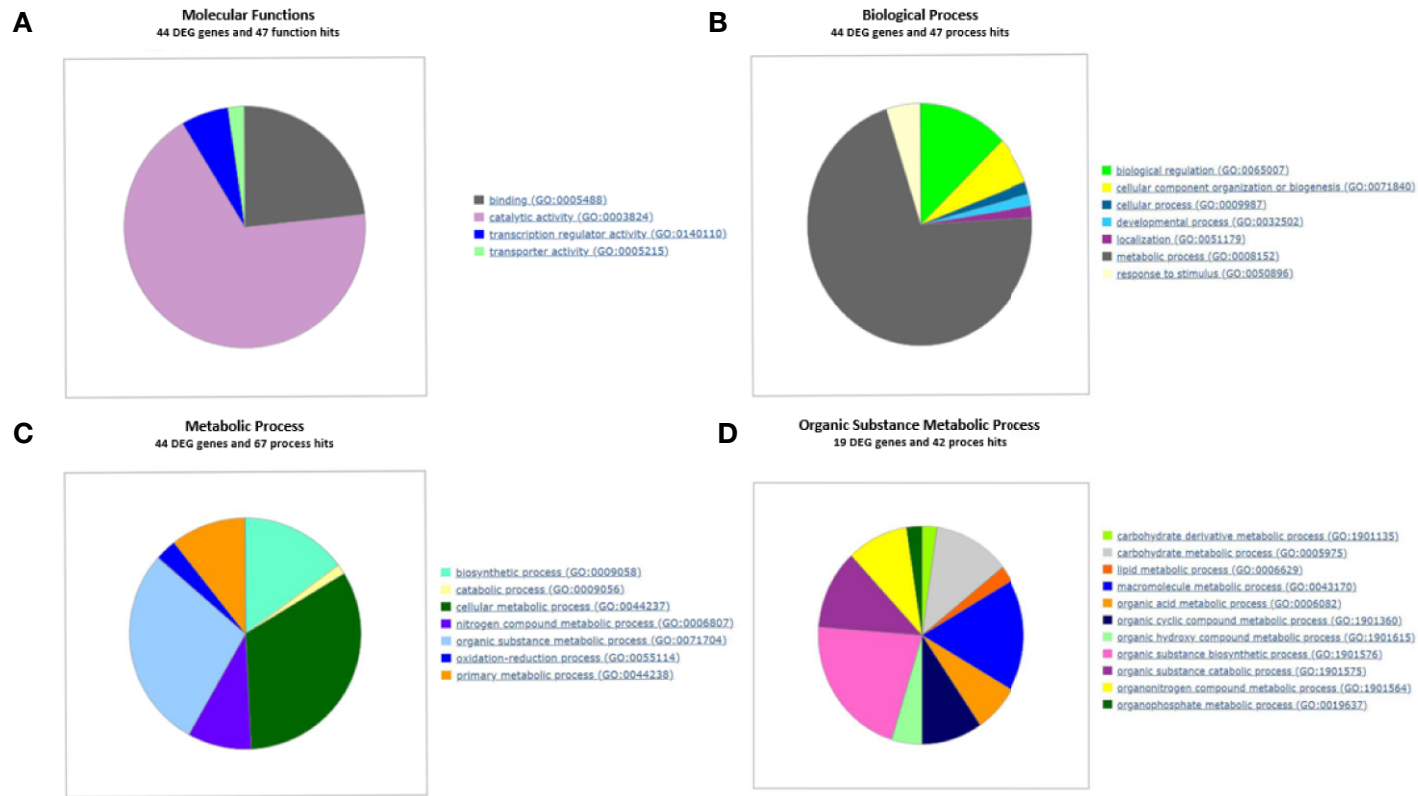 A
Molecular Functions
44 DEG genes and 47 function hits
binding (GO:0005488)
catalytic activity (GO:0003824)
transcription regulator activity (GO:0140110)
transporter activity (GO:0005215)
B
Biological Process
44 DEG genes and 47 process hits
biological regulation (GO:0065007)
cellular component organization or biogenesis (GO:0071840)
cellular process (GO:0009987)
developmental process (GO:0032502)
localization (GO:0051179)
metabolic process (GO:0008152)
response to stimulus (GO:0050896)
C
Metabolic Process
44 DEG genes and 67 process hits
biosynthetic process (GO:0009058)
catabolic process (GO:0009056)
cellular metabolic process (GO:0044237)
nitrogen compound metabolic process (GO:0006807)
organic substance metabolic process (GO:0071704)
oxidation-reduction process (GO:0055114)
primary metabolic process (GO:0044238)
D
Organic Substance Metabolic Process
19 DEG genes and 42 proces hits
carbohydrate derivative metabolic process (GO:1901135)
carbohydrate metabolic process (GO:0005975)
lipid metabolic process (GO:0006629)
macromolecule metabolic process (GO:0043170)
organic acid metabolic process (GO:0006082)
organic cyclic compound metabolic process (GO:1901360)
organic hydroxy compound metabolic process (GO:1901615)
organic substance biosynthetic process (GO:1901576)
organic substance catabolic process (GO:1901575)
organonitrogen compound metabolic process (GO:1901564)
organophosphate metabolic process (GO:0019637)